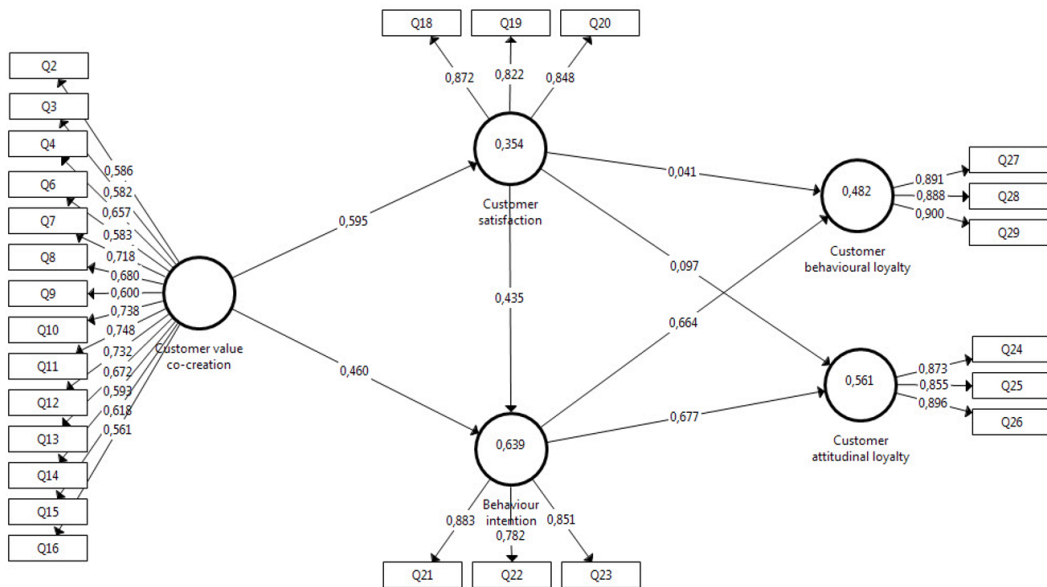 Q18
Q19
Q20
Q2
Q3
Q4
Q6
Q7
Q8
Q9
Q10
Q11
Q12
Q13
Q14
Q15
Q16
0,586
0,582
0,657
0,583
0,718
0,680
0,600
0,738
0,748
0,732
0,672
0,593
0,618
0,561
Customer value
co-creation
0,595
0,460
0,872
0,822
0,848
0,354
Customer
satisfaction
0,435
0,041
0,097
0,664
0,677
0,639
Behaviour
intention
0,883
0,782
0,851
Q21
Q22
Q23
0,482
Customer
behavioural loyalty
0,891
0,888
0,900
Q27
Q28
Q29
0,561
Customer
attitudinal loyalty
0,873
0,855
0,896
Q24
Q25
Q26